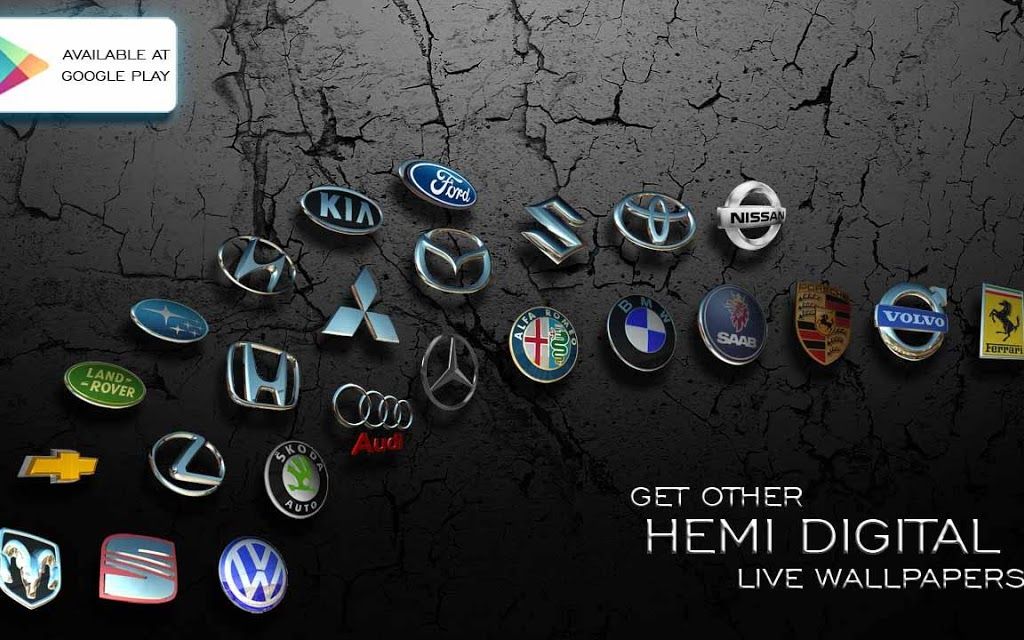 AVAILABLE AT
GOOGLE PLAY
Ford
KIA
NISSAN
ALFA ROMEO
BMW
SAAB
PORSCHE
VOLVO
Ferrari
LAND-
-ROVER
Audi
ŠKODA
AUTO
GET OTHER
HEMI DIGITAL
LIVE WALLPAPERS